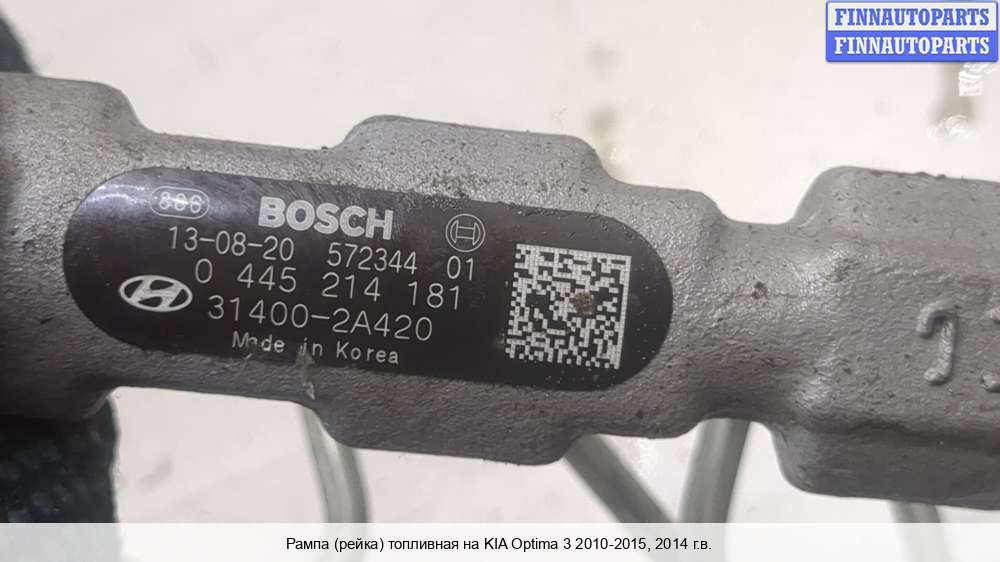 FINNAUTOPARTS
FINNAUTOPARTS
886
BOSCH
13-08-20 572344 01
0 445 214 181
31400-2A420
Made in Korea
Рампа (рейка) топливная на KIA Optima 3 2010-2015, 2014 г.в.